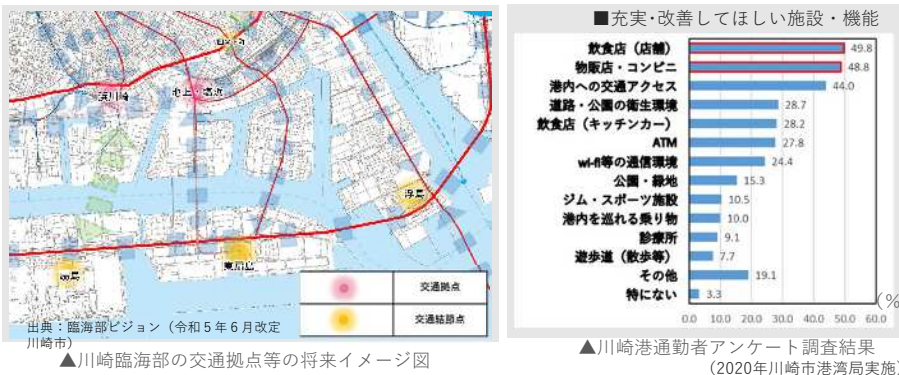 浜川崎
浮島
扇島
東扇島
交通拠点
交通結節点
出典：臨海部ビジョン（令和５年６月改定
川崎市）
▲川崎臨海部の交通拠点等の将来イメージ図
■充実･改善してほしい施設・機能
飲食店（店舗） 49.8
物販店・コンビニ 48.8
港内への交通アクセス 44.0
道路・公園の衛生環境 28.7
飲食店（キッチンカー） 28.2
ATM 27.8
wi-fi等の通信環境 24.4
公園・緑地 15.3
ジム・スポーツ施設 10.5
港内を巡れる乗り物 10.0
診療所 9.1
遊歩道（散歩等） 7.7
その他 19.1
特にない 3.3
(%
0.0 10.0 20.0 30.0 40.0 50.0 60.0
▲川崎港通勤者アンケート調査結果
（2020年川崎市港湾局実施）